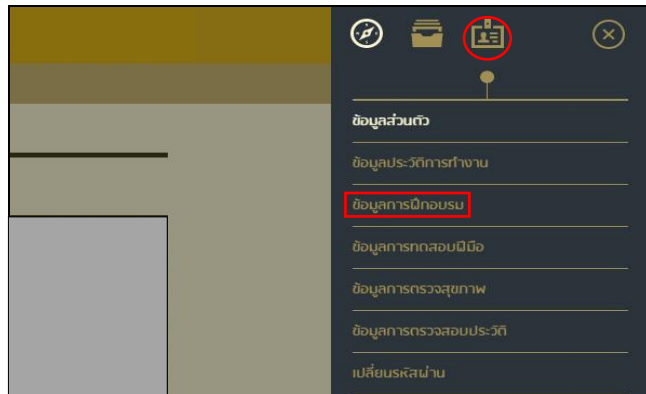 ข้อมูลส่วนตัว
ข้อมูลประวัติการทำงาน
ข้อมูลการฝึกอบรม
ข้อมูลการทดสอบฝีมือ
ข้อมูลการตรวจสุขภาพ
ข้อมูลการตรวจสอบประวัติ
เปลี่ยนรหัสผ่าน